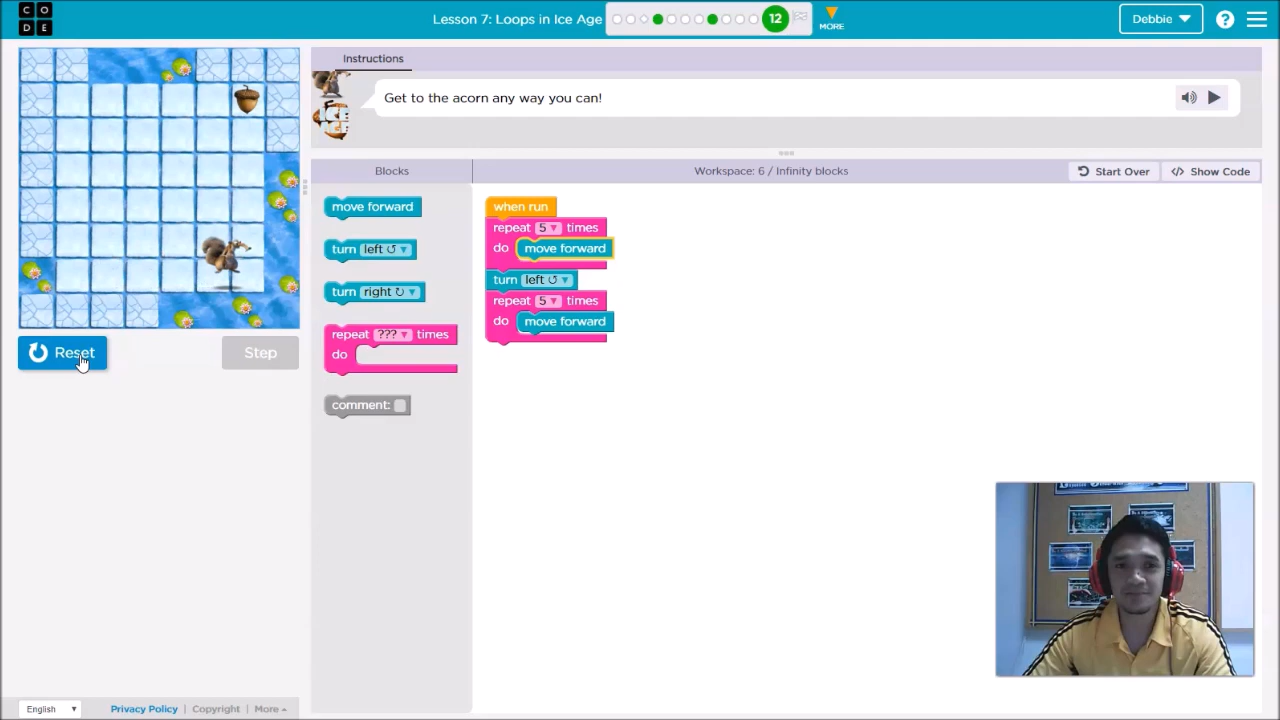 C O
D E
Lesson 7: Loops in Ice Age
12
MORE
Debbie
?
Instructions
ICE
AGE
Get to the acorn any way you can!
Blocks
Workspace: 6 / Infinity blocks
Start Over
</> Show Code
move forward
turn left
turn right
repeat ??? times
do
comment:
when run
repeat 5 times
do move forward
turn left
repeat 5 times
do move forward
Reset
Step
English
Privacy Policy | Copyright | More